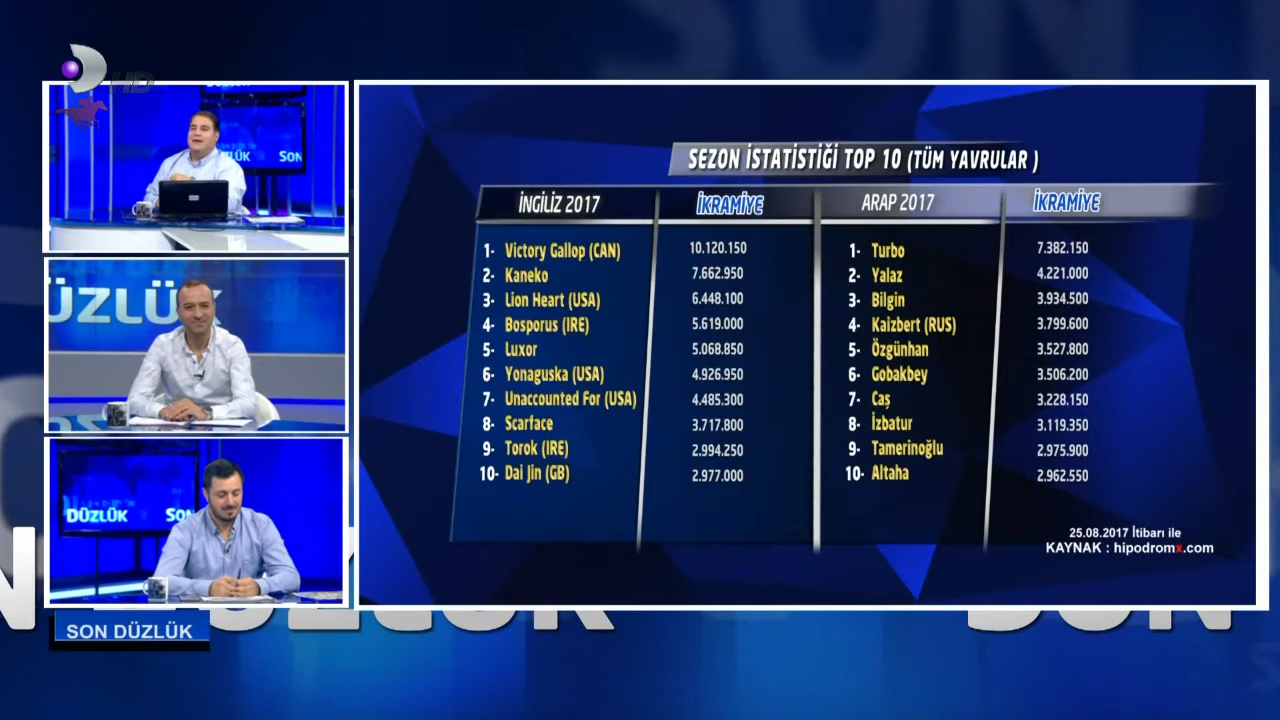 HD
SEZON İSTATİSTİĞİ TOP 10 (TÜM YAVRULAR )
İNGİLİZ 2017 İKRAMİYE ARAP 2017 İKRAMİYE
1- Victory Gallop (CAN) 10.120.150 1- Turbo 7.382.150
2- Kaneko 7.662.950 2- Yalaz 4.221.000
3- Lion Heart (USA) 6.448.100 3- Bilgin 3.934.500
4- Bosporus (IRE) 5.619.000 4- Kaizbert (RUS) 3.799.600
5- Luxor 5.068.850 5- Özgünhan 3.527.800
6- Yonaguska (USA) 4.926.950 6- Gobakbey 3.506.200
7- Unaccounted For (USA) 4.485.300 7- Caş 3.228.150
8- Scarface 3.717.800 8- İzbatur 3.119.350
9- Torok (IRE) 2.994.250 9- Tamerinoğlu 2.975.900
10- Dai Jin (GB) 2.977.000 10- Altaha 2.962.550
25.08.2017 İtibarı ile
KAYNAK : hipodromx.com
DÜZLÜK SON
SON DÜZLÜK